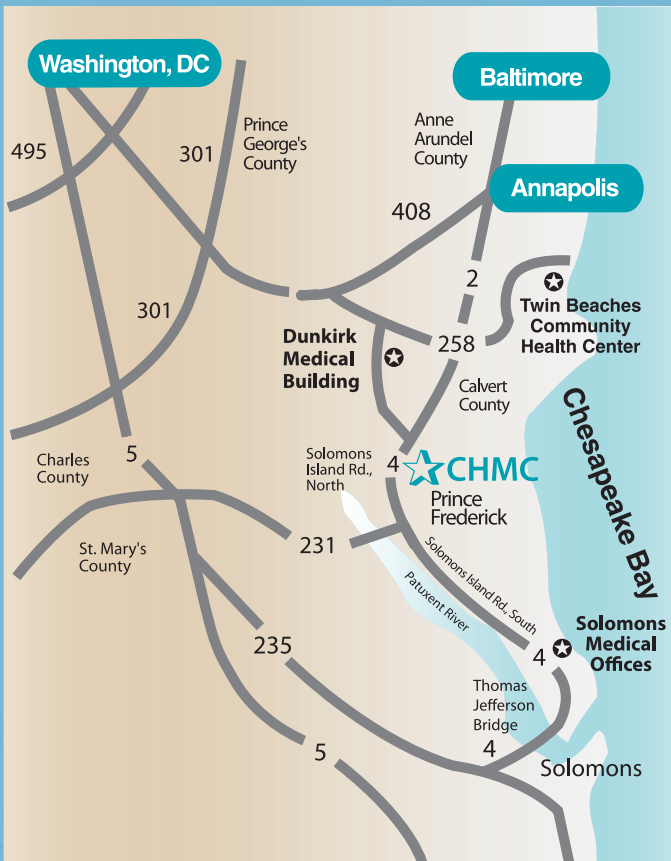 Washington, DC
Baltimore
Prince
George's
County
Anne
Arundel
County
495
301
Annapolis
408
2
301
Twin Beaches
Community
Health Center
Dunkirk
Medical
Building
258
Calvert
County
Chesapeake Bay
5
Charles
County
Solomons
Island Rd.,
North
4
CHMC
Prince
Frederick
231
St. Mary's
County
Solomons Island Rd., South
Patuxent River
235
Solomons
Medical
Offices
4
Thomas
Jefferson
Bridge
4
5
Solomons